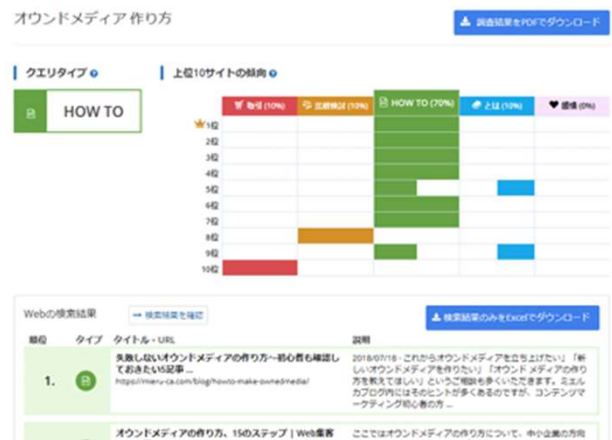 オウンドメディア 作り方
調査結果をPDFでダウンロード
クエリタイプ
上位10サイトの傾向
HOW TO
取引 (10%) 比較検討 (10%) HOW TO (70%) とは (10%) 感情 (0%)
1位
2位
3位
4位
5位
6位
7位
8位
9位
10位
Webの検索結果
検索結果を確認
検索結果のみをExcelでダウンロード
順位 タイプ タイトル・URL 説明
1.
失敗しないオウンドメディアの作り方～初心者も確認し
ておきたい5記事 ...
https://mieru-ca.com/blog/howto-make-ownedmedia/
2018/07/18 - これからオウンドメディアを立ち上げたい」「新
しいオウンドメディアを作りたい」「オウンド メディアの作り
方を教えてほしい」というご相談も多くいただきます。ミエル
カブログ内にはそのヒントが多くあるのですが、コンテンツマ
ーケティング初心者の方 ...
オウンドメディアの作り方、15のステップ | Web集客
ここではオウンドメディアの作り方について、中小企業の方向